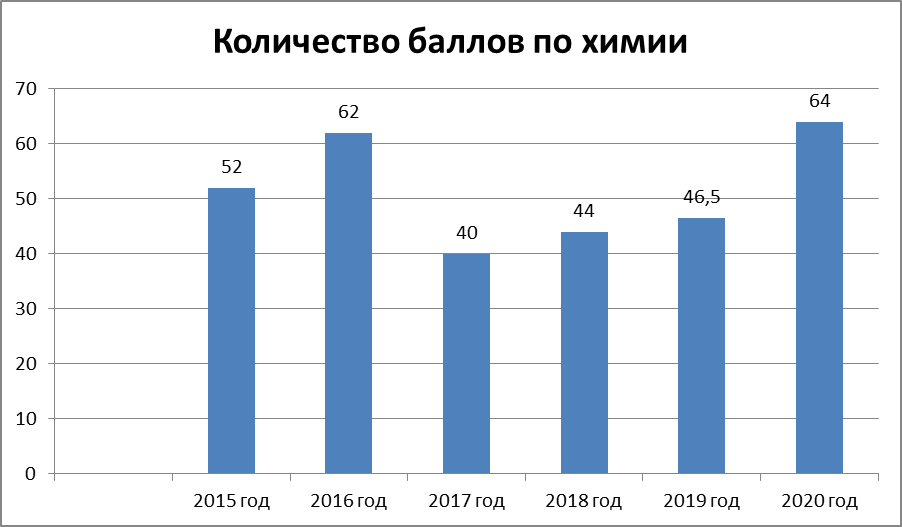 Количество баллов по химии
70
60
50
40
30
20
10
0
52
62
40
44
46,5
64
2015 год
2016 год
2017 год
2018 год
2019 год
2020 год